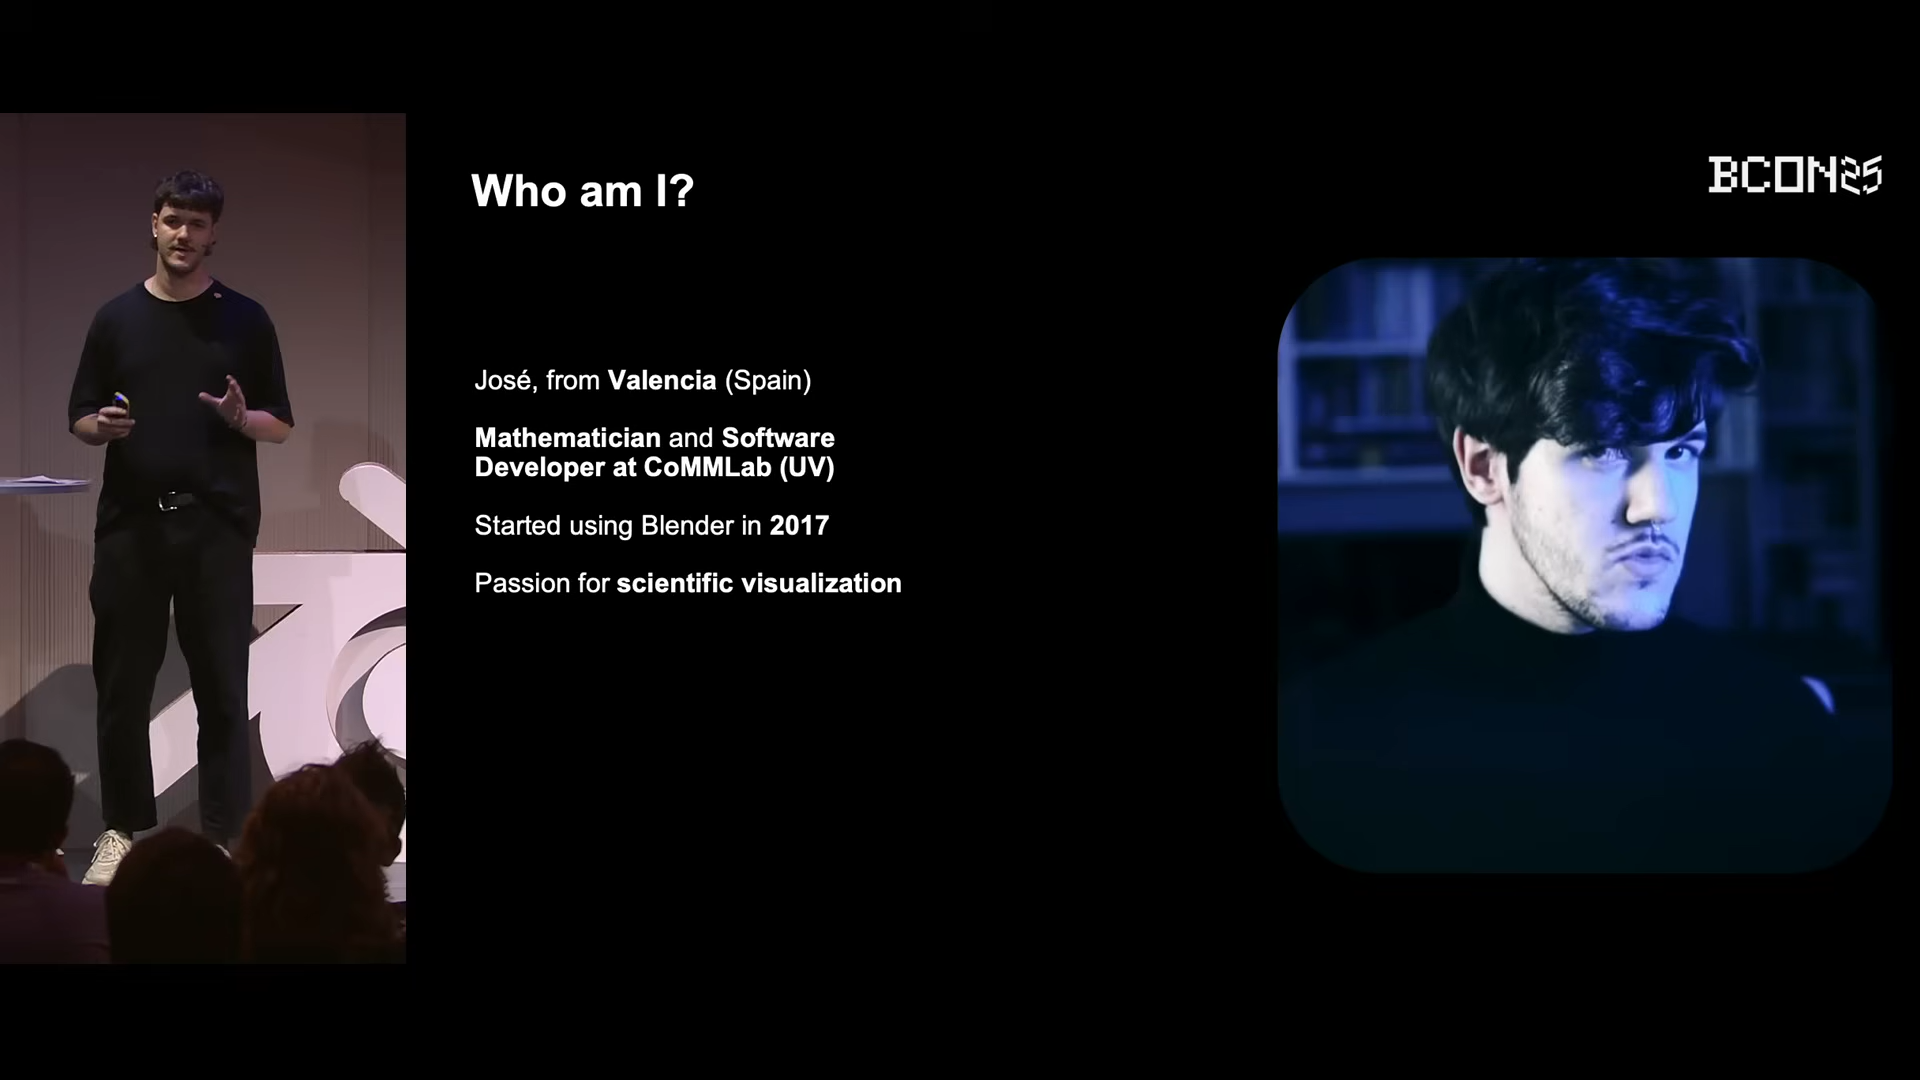 Who am I?
BCON25
José, from Valencia (Spain)
Mathematician and Software
Developer at CoMMLab (UV)
Started using Blender in 2017
Passion for scientific visualization